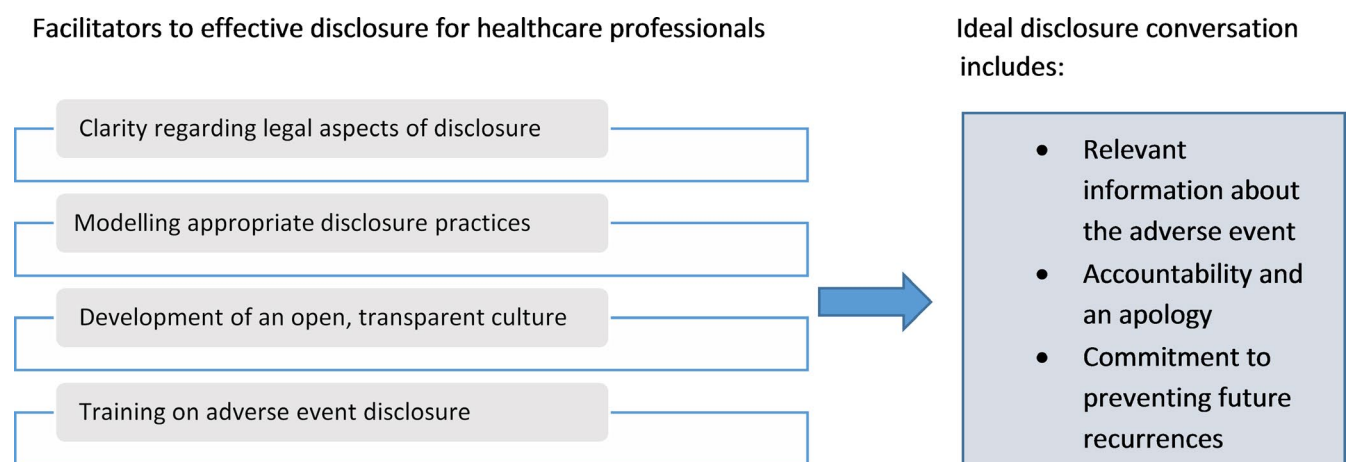 Facilitators to effective disclosure for healthcare professionals
Clarity regarding legal aspects of disclosure
Modelling appropriate disclosure practices
Development of an open, transparent culture
Training on adverse event disclosure
Ideal disclosure conversation
includes:
• Relevant
information about
the adverse event
• Accountability and
an apology
• Commitment to
preventing future
recurrences